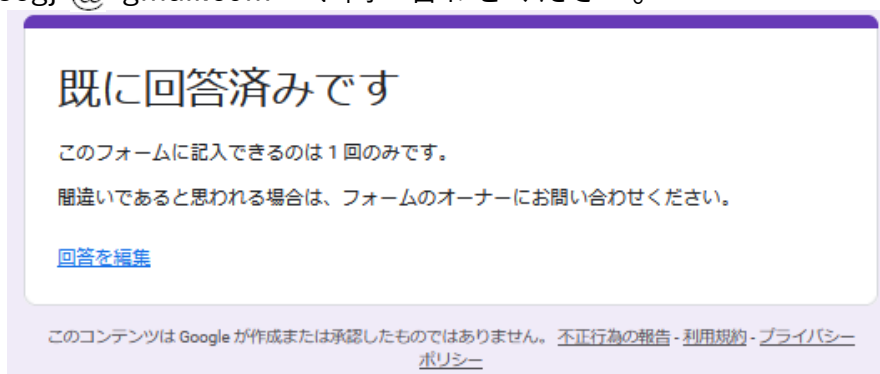 既に回答済みです
このフォームに記入できるのは1回のみです。
間違いであると思われる場合は、フォームのオーナーにお問い合わせください。
回答を編集
このコンテンツは Google が作成または承認したものではありません。 不正行為の報告 - 利用規約 - プライバシー
ポリシー